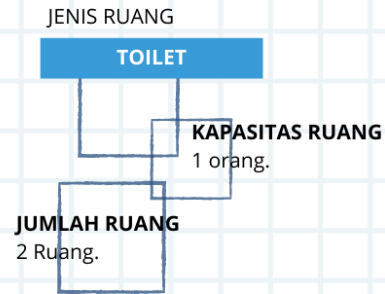 JENIS RUANG
TOILET
KAPASITAS RUANG
1 orang.
JUMLAH RUANG
2 Ruang.